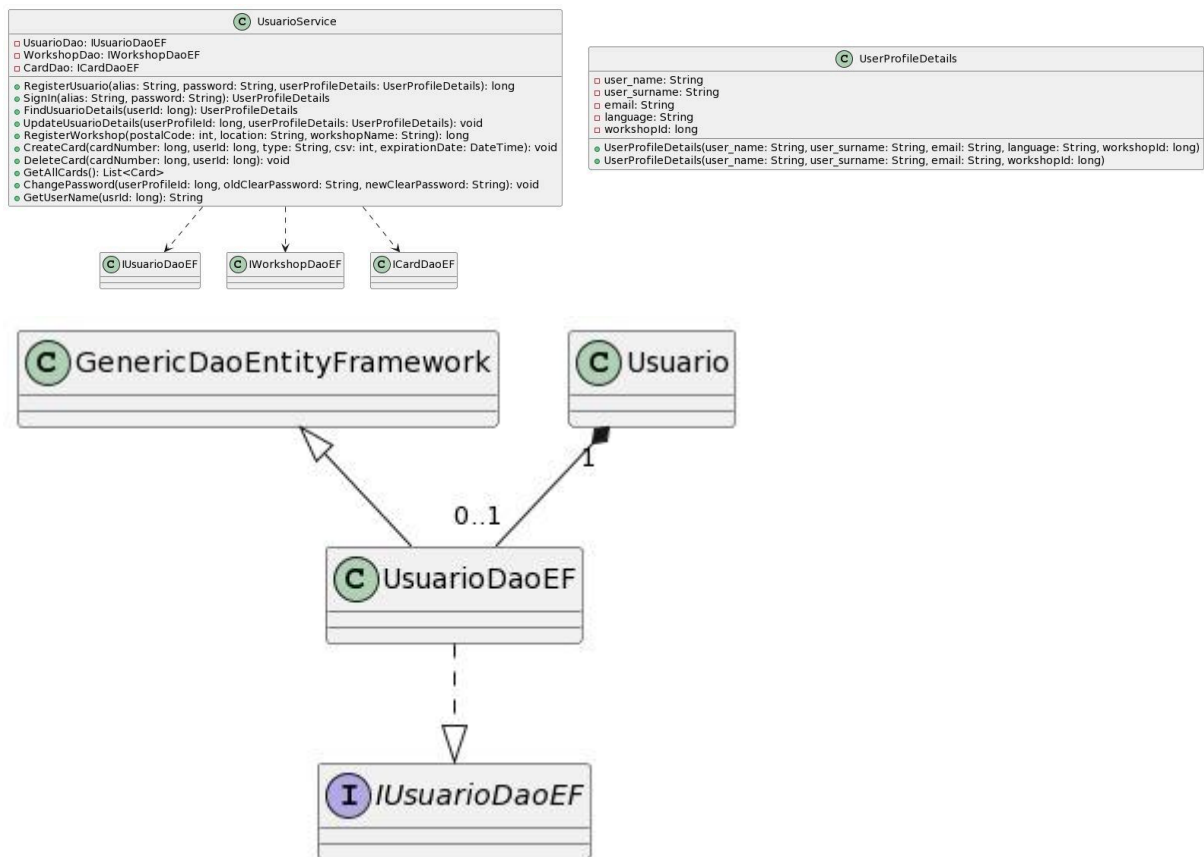 C UsuarioService
UsuarioDao: IUsuarioDaoEF
WorkshopDao: IWorkshopDaoEF
CardDao: ICardDaoEF
RegisterUsuario(alias: String, password: String, userProfileDetails: UserProfileDetails): long
SignIn(alias: String, password: String): UserProfileDetails
FindUsuarioDetails(userId: long): UserProfileDetails
UpdateUsuarioDetails(userProfileId: long, userProfileDetails: UserProfileDetails): void
RegisterWorkshop(postalCode: int, location: String, workshopName: String): long
CreateCard(cardNumber: long, userId: long, type: String, csv: int, expirationDate: DateTime): void
DeleteCard(cardNumber: long, userId: long): void
GetAllCards(): List<Card>
ChangePassword(userProfileId: long, oldClearPassword: String, newClearPassword: String): void
GetUserName(usrId: long): String
C UserProfileDetails
user_name: String
user_surname: String
email: String
language: String
workshopId: long
UserProfileDetails(user_name: String, user_surname: String, email: String, language: String, workshopId: long)
UserProfileDetails(user_name: String, user_surname: String, email: String, workshopId: long)
C IUsuarioDaoEF
C IWorkshopDaoEF
C ICardDaoEF
C GenericDaoEntityFramework
C Usuario
1
0..1
C UsuarioDaoEF
I IUsuarioDaoEF